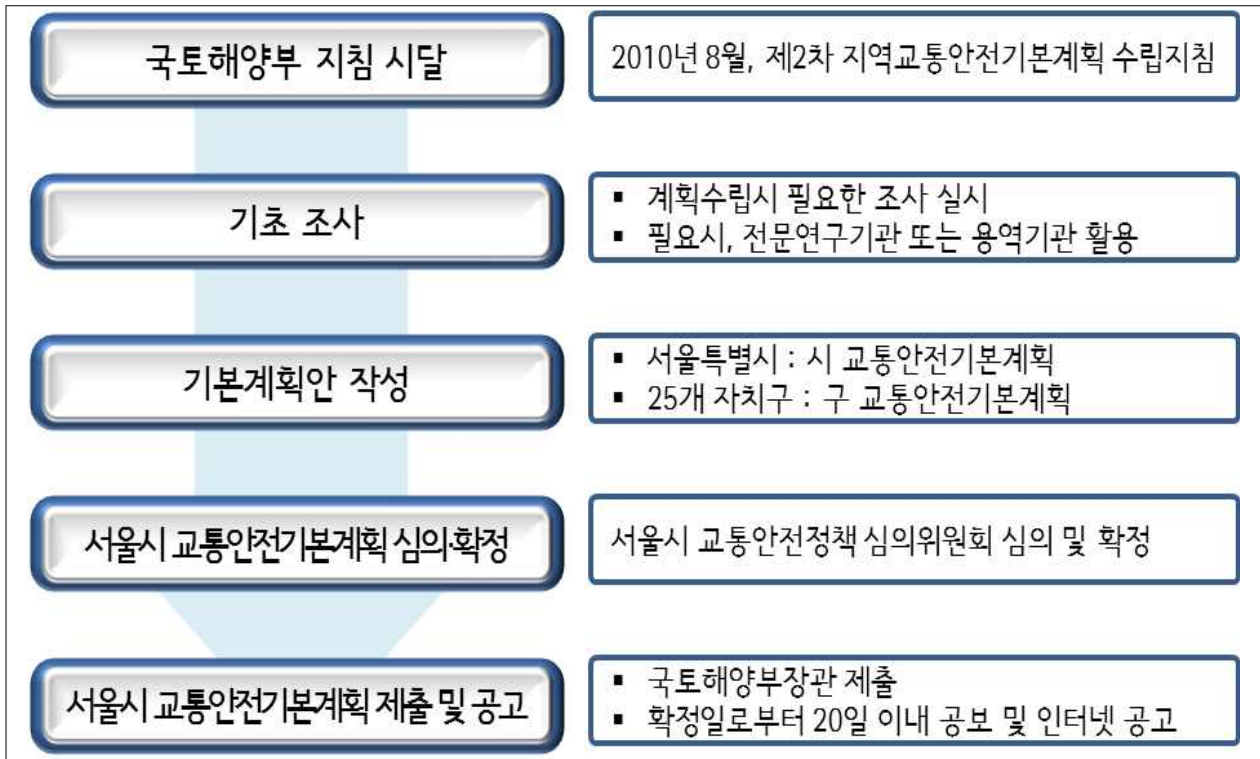 국토해양부 지침 시달
2010년 8월, 제2차 지역교통안전기본계획 수립지침
기초 조사
▪ 계획수립시 필요한 조사 실시
▪ 필요시, 전문연구기관 또는 용역기관 활용
기본계획안 작성
▪ 서울특별시 : 시 교통안전기본계획
▪ 25개 자치구 : 구 교통안전기본계획
서울시 교통안전기본계획 심의·확정
서울시 교통안전정책 심의위원회 심의 및 확정
서울시 교통안전기본계획 제출 및 공고
▪ 국토해양부장관 제출
▪ 확정일로부터 20일 이내 공보 및 인터넷 공고